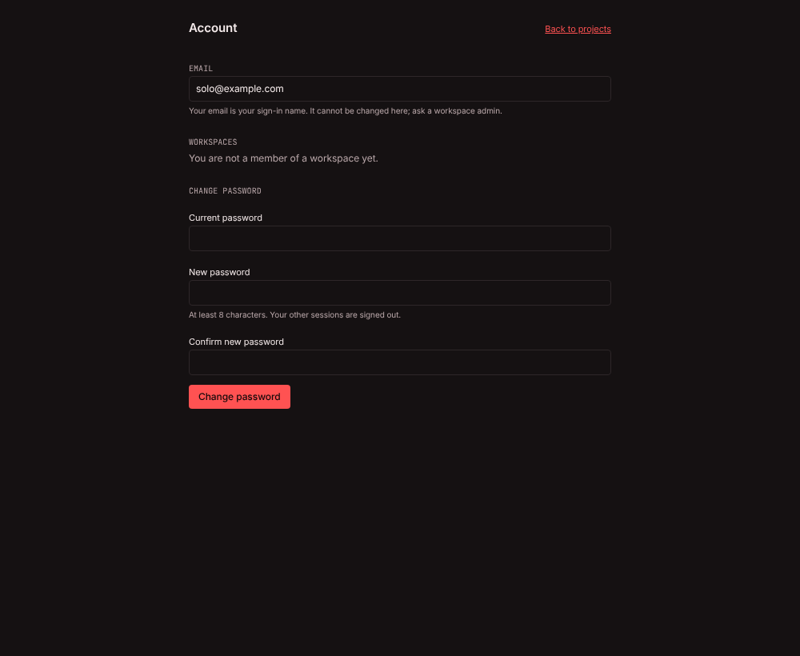 Account
Back to projects
EMAIL
solo@example.com
Your email is your sign-in name. It cannot be changed here; ask a workspace admin.
WORKSPACES
You are not a member of a workspace yet.
CHANGE PASSWORD
Current password
New password
At least 8 characters. Your other sessions are signed out.
Confirm new password
Change password